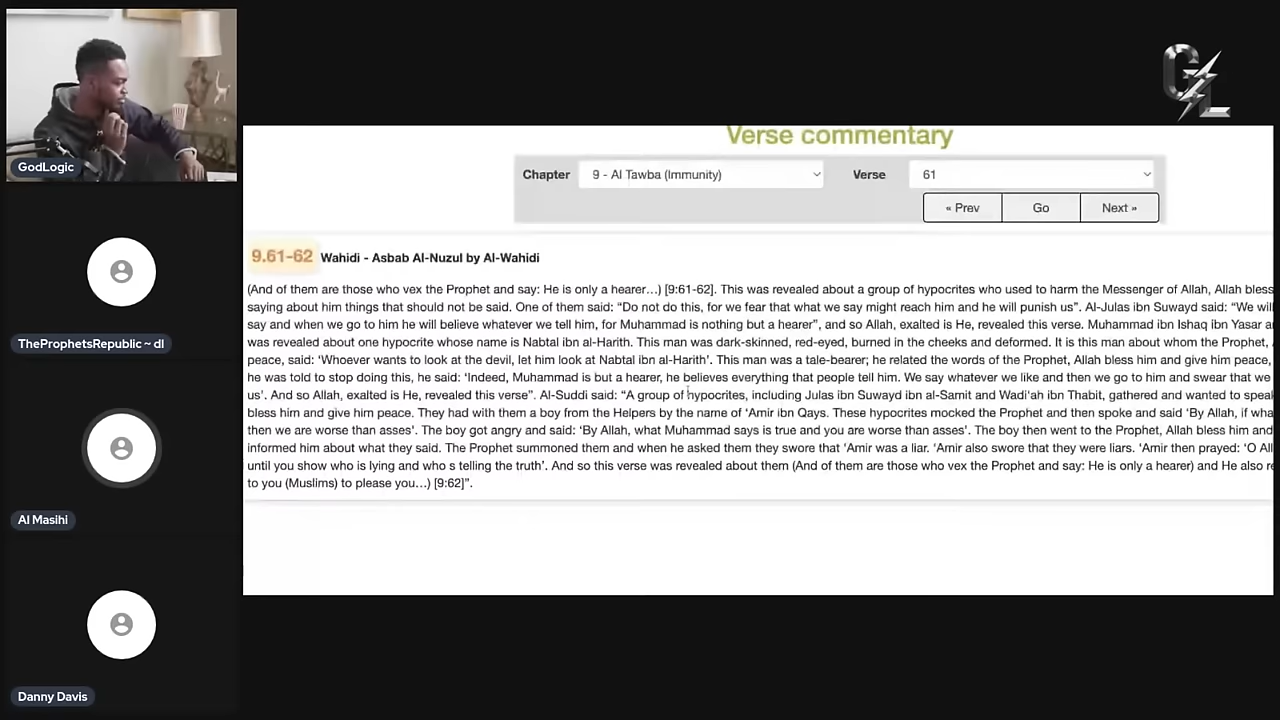 GL
GodLogic
TheProphetsRepublic ~ dl
Al Masihi
Danny Davis
Verse commentary
Chapter 9 - Al Tawba (Immunity) Verse 61
« Prev Go Next »
9.61-62 Wahidi - Asbab Al-Nuzul by Al-Wahidi
(And of them are those who vex the Prophet and say: He is only a hearer…) [9:61-62]. This was revealed about a group of hypocrites who used to harm the Messenger of Allah, Allah bless
saying about him things that should not be said. One of them said: “Do not do this, for we fear that what we say might reach him and he will punish us”. Al-Julas ibn Suwayd said: “We will
say and when we go to him he will believe whatever we tell him, for Muhammad is nothing but a hearer”, and so Allah, exalted is He, revealed this verse. Muhammad ibn Ishaq ibn Yasar
was revealed about one hypocrite whose name is Nabtal ibn al-Harith. This man was dark-skinned, red-eyed, burned in the cheeks and deformed. It is this man about whom the Prophet,
peace, said: ‘Whoever wants to look at the devil, let him look at Nabtal ibn al-Harith’. This man was a tale-bearer; he related the words of the Prophet, Allah bless him and give him peace,
he was told to stop doing this, he said: ‘Indeed, Muhammad is but a hearer, he believes everything that people tell him. We say whatever we like and then we go to him and swear that we
us’. And so Allah, exalted is He, revealed this verse”. Al-Suddi said: “A group of hypocrites, including Julas ibn Suwayd ibn al-Samit and Wadi‘ah ibn Thabit, gathered and wanted to
bless him and give him peace. They had with them a boy from the Helpers by the name of ‘Amir ibn Qays. These hypocrites mocked the Prophet and then spoke and said ‘By Allah, if
then we are worse than asses’. The boy got angry and said: ‘By Allah, what Muhammad says is true and you are worse than asses’. The boy then went to the Prophet, Allah bless him and
informed him about what they said. The Prophet summoned them and when he asked them they swore that ‘Amir was a liar. ‘Amir also swore that they were liars. ‘Amir then prayed: ‘O
until you show who is lying and who s telling the truth’. And so this verse was revealed about them (And of them are those who vex the Prophet and say: He is only a hearer) and He also
to you (Muslims) to please you…) [9:62]”.